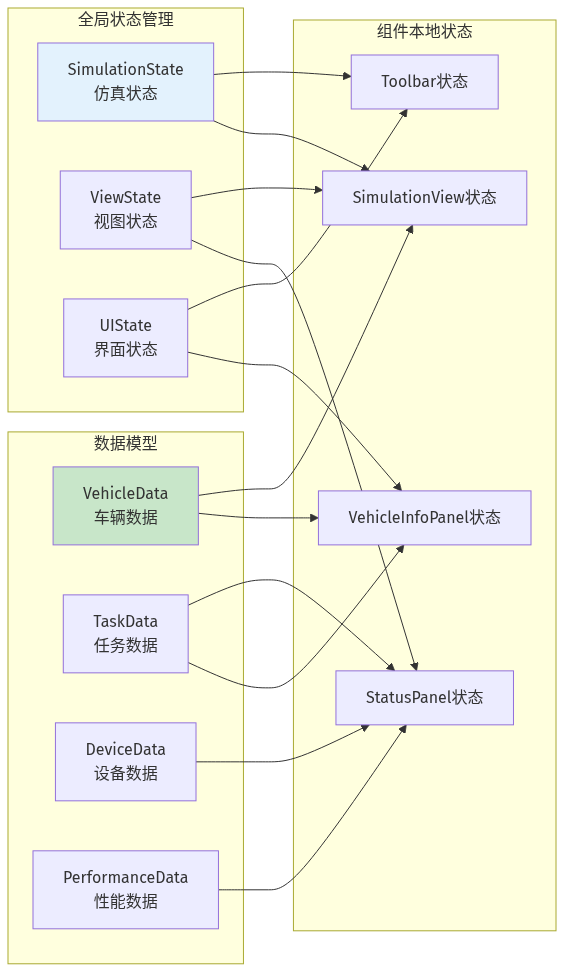 全局状态管理
SimulationState
仿真状态
ViewState
视图状态
UIState
界面状态
数据模型
VehicleData
车辆数据
TaskData
任务数据
DeviceData
设备数据
PerformanceData
性能数据
组件本地状态
Toolbar状态
SimulationView状态
VehicleInfoPanel状态
StatusPanel状态